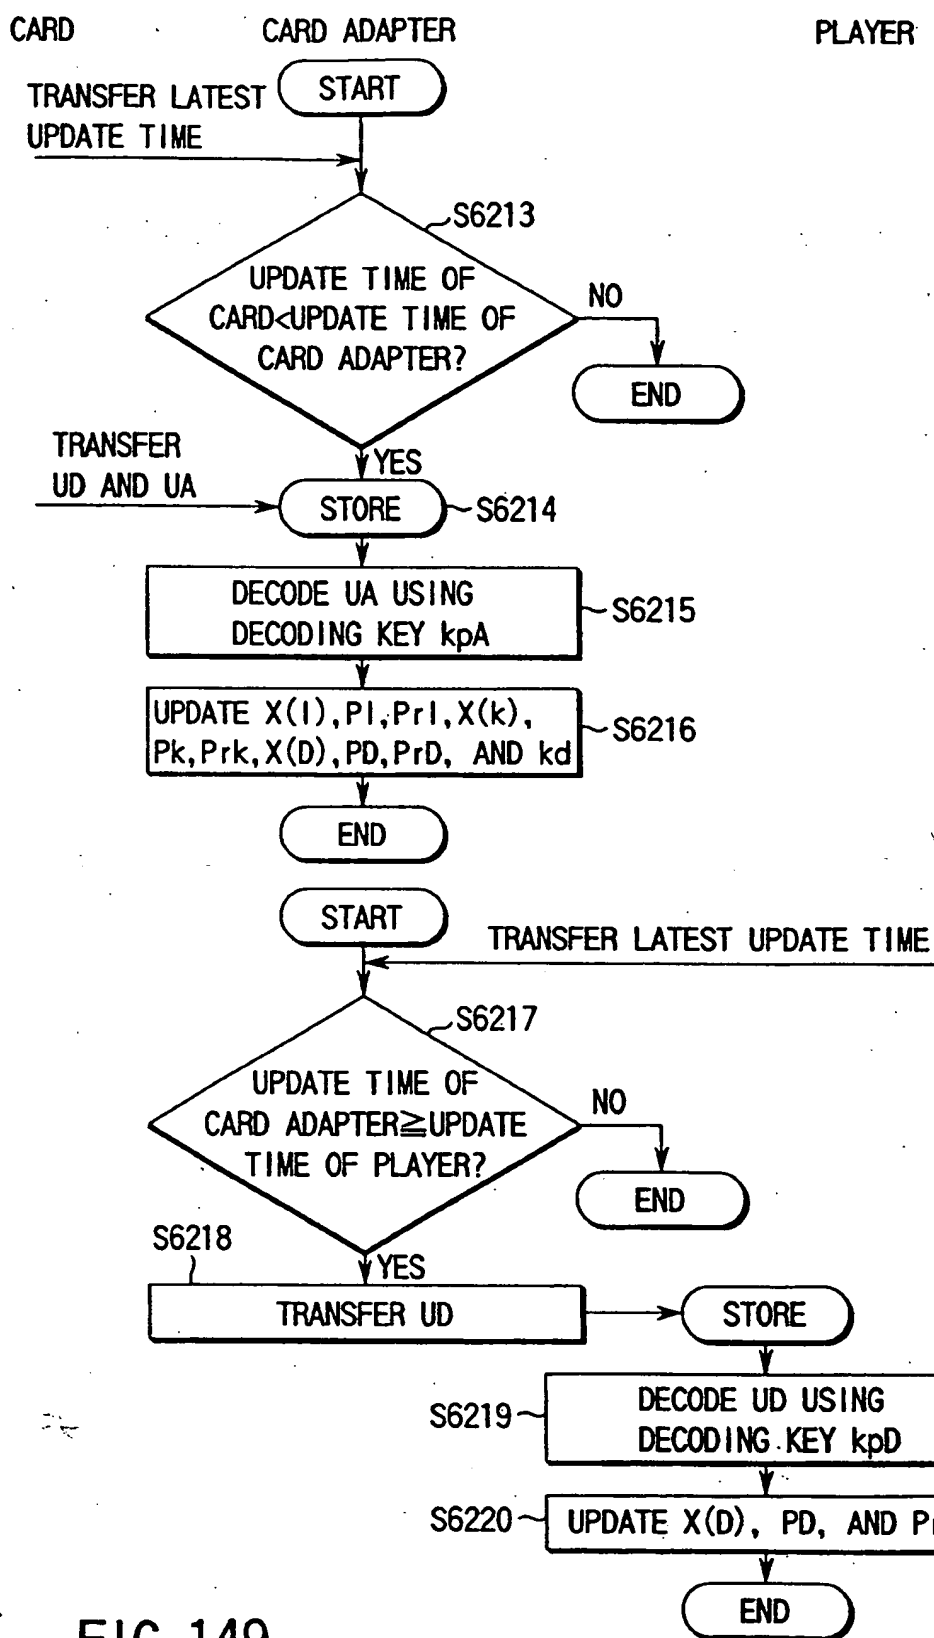 CARD CARD ADAPTER PLAYER
START
TRANSFER LATEST
UPDATE TIME
S6213
UPDATE TIME OF
CARD<UPDATE TIME OF
CARD ADAPTER?
NO
END
TRANSFER
UD AND UA
YES
STORE
S6214
DECODE UA USING
DECODING KEY kpA
S6215
UPDATE X(I),PI,PrI,X(k),
Pk,Prk,X(D),PD,PrD, AND kd
S6216
END
START
TRANSFER LATEST UPDATE TIME
S6217
UPDATE TIME OF
CARD ADAPTER≧UPDATE
TIME OF PLAYER?
NO
END
S6218
YES
TRANSFER UD
STORE
S6219
DECODE UD USING
DECODING KEY kpD
S6220
UPDATE X(D), PD, AND
END
FIG. 149